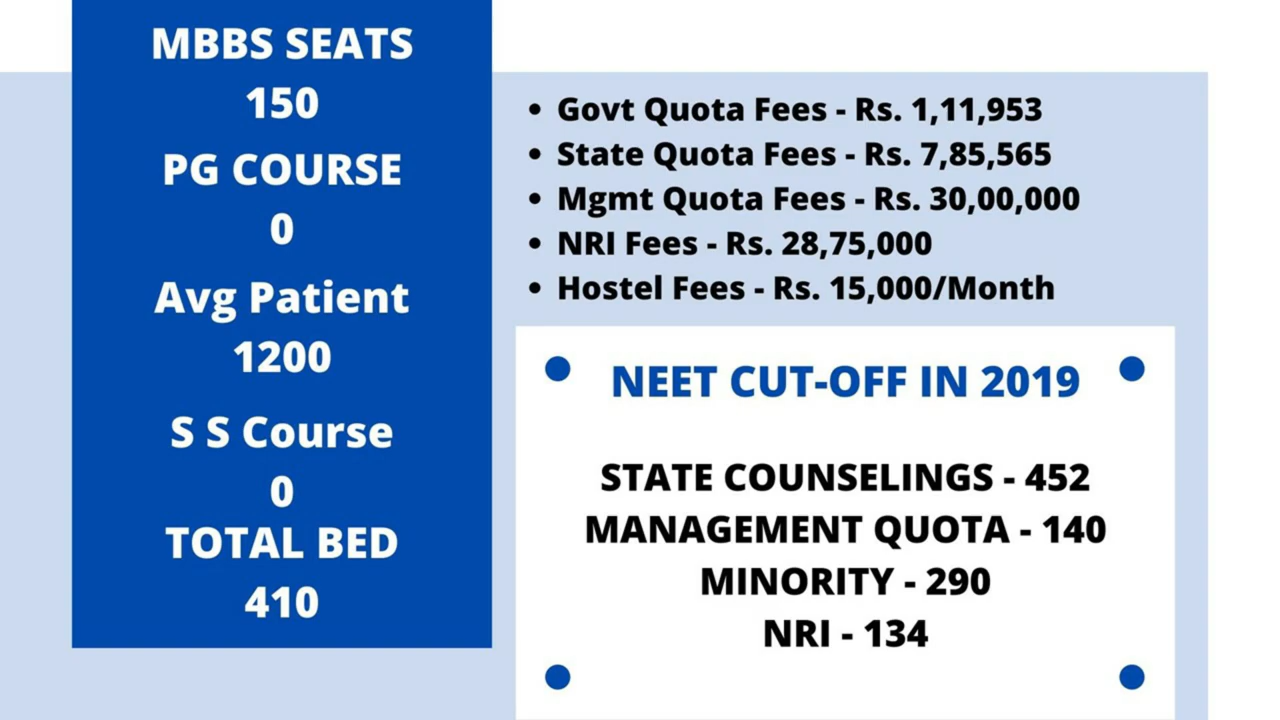 MBBS SEATS
150
PG COURSE
0
Avg Patient
1200
S S Course
0
TOTAL BED
410
• Govt Quota Fees - Rs. 1,11,953
• State Quota Fees - Rs. 7,85,565
• Mgmt Quota Fees - Rs. 30,00,000
• NRI Fees - Rs. 28,75,000
• Hostel Fees - Rs. 15,000/Month
NEET CUT-OFF IN 2019
STATE COUNSELINGS - 452
MANAGEMENT QUOTA - 140
MINORITY - 290
NRI - 134